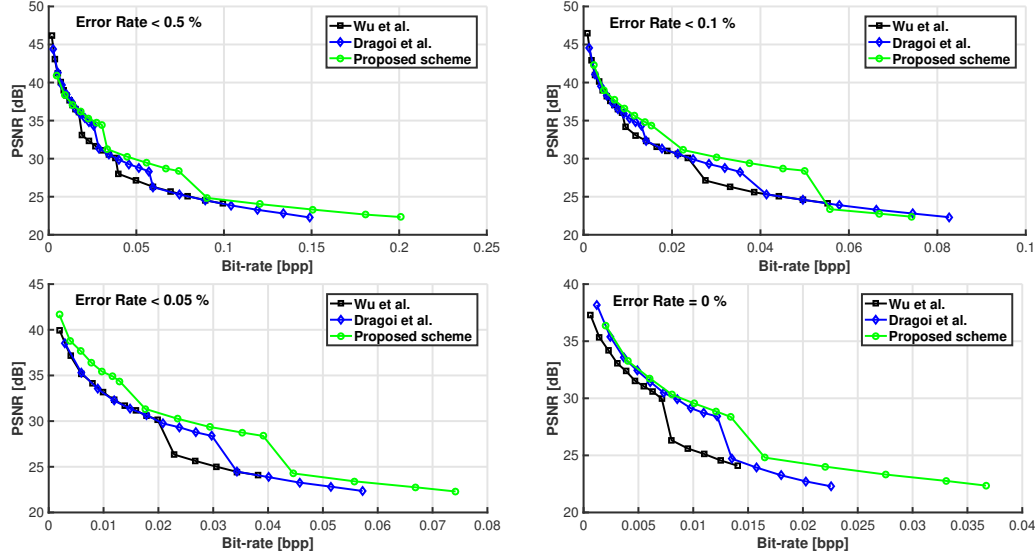 Error Rate < 0.5 %
Wu et al.
Dragoi et al.
Proposed scheme
PSNR [dB]
50
45
40
35
30
25
20
0
0.05
0.1
0.15
0.2
0.25
Bit-rate [bpp]
Error Rate < 0.1 %
Wu et al.
Dragoi et al.
Proposed scheme
PSNR [dB]
50
45
40
35
30
25
20
0
0.02
0.04
0.06
0.08
0.1
Bit-rate [bpp]
Error Rate < 0.05 %
Wu et al.
Dragoi et al.
Proposed scheme
PSNR [dB]
45
40
35
30
25
20
0
0.01
0.02
0.03
0.04
0.05
0.06
0.07
0.08
Bit-rate [bpp]
Error Rate = 0 %
Wu et al.
Dragoi et al.
Proposed scheme
PSNR [dB]
40
35
30
25
20
0
0.005
0.01
0.015
0.02
0.025
0.03
0.035
0.04
Bit-rate [bpp]